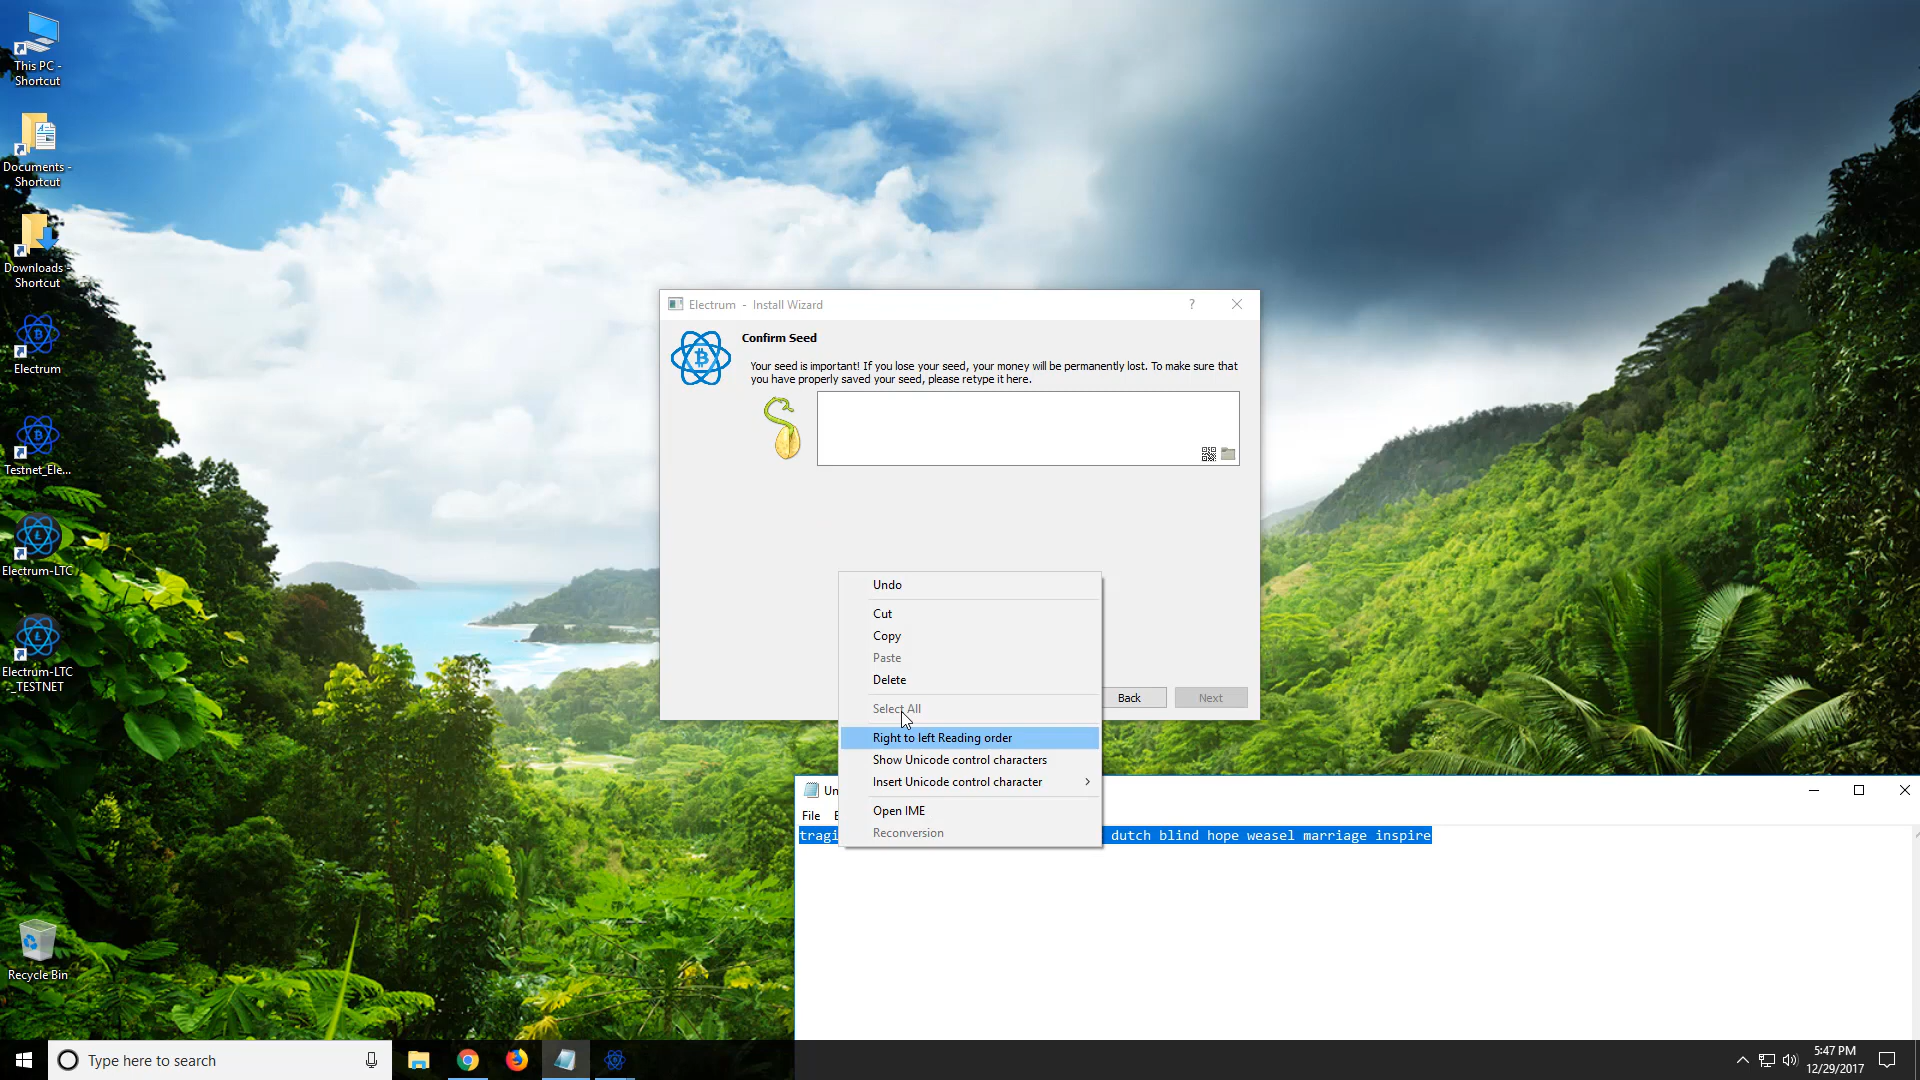 This PC -
Shortcut
Documents -
Shortcut
Downloads -
Shortcut
Electrum
Testnet_Ele...
Electrum-LTC
Electrum-LTC
_TESTNET
Recycle Bin
Electrum - Install Wizard
?
Confirm Seed
Your seed is important! If you lose your seed, your money will be permanently lost. To make sure that
you have properly saved your seed, please retype it here.
Back
Next
Undo
Cut
Copy
Paste
Delete
Select All
Right to left Reading order
Show Unicode control characters
Insert Unicode control character
Open IME
Reconversion
File
dutch blind hope weasel marriage inspire
Type here to search
5:47 PM
12/29/2017